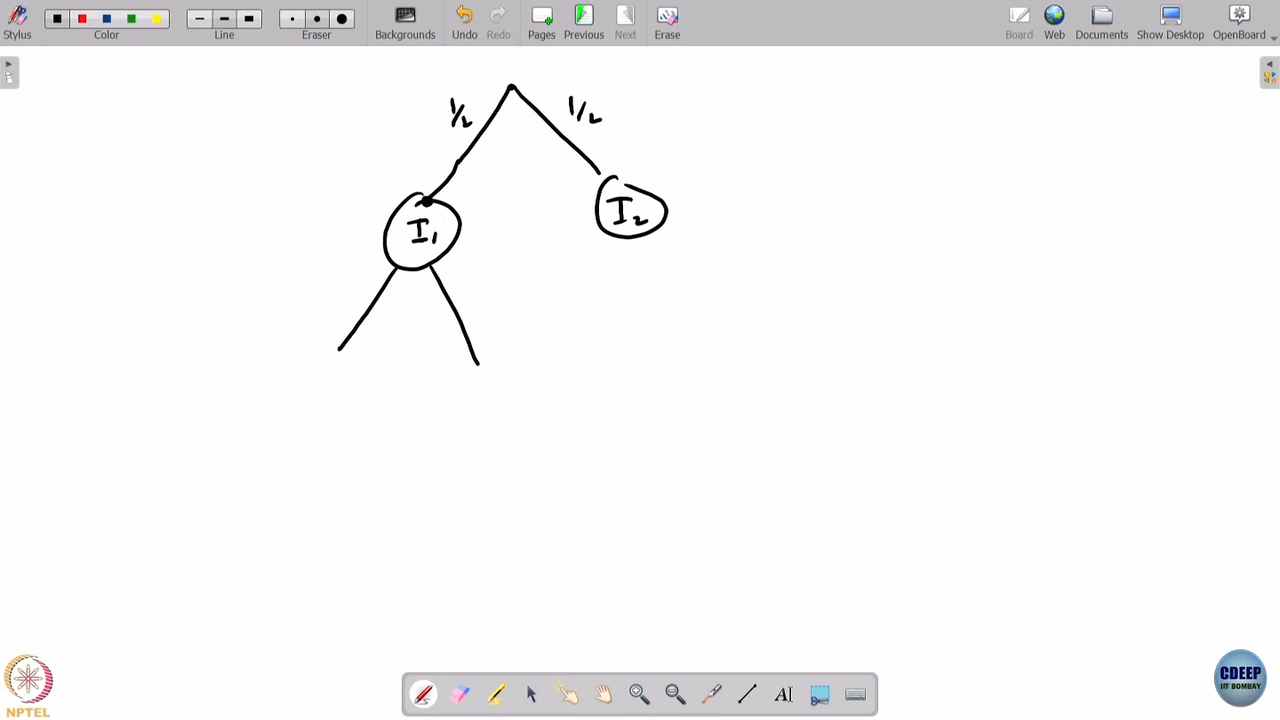 Stylus Color Line Eraser Backgrounds Undo Redo Pages Previous Next Erase Board Web Documents Show Desktop OpenBoard
1/2 1/2
I1 I2
A
NPTEL
CDEEP
IIT BOMBAY